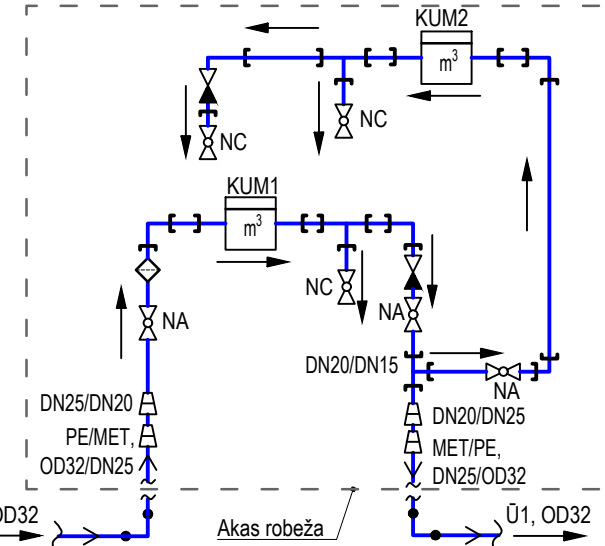 KUM2
m³
NC
NC
KUM1
m³
NC
NA
NA
DN20/DN15
NA
DN25/DN20
DN20/DN25
PE/MET,
OD32/DN25
MET/PE,
DN25/OD32
OD32
Akas robeža
Ū1, OD32